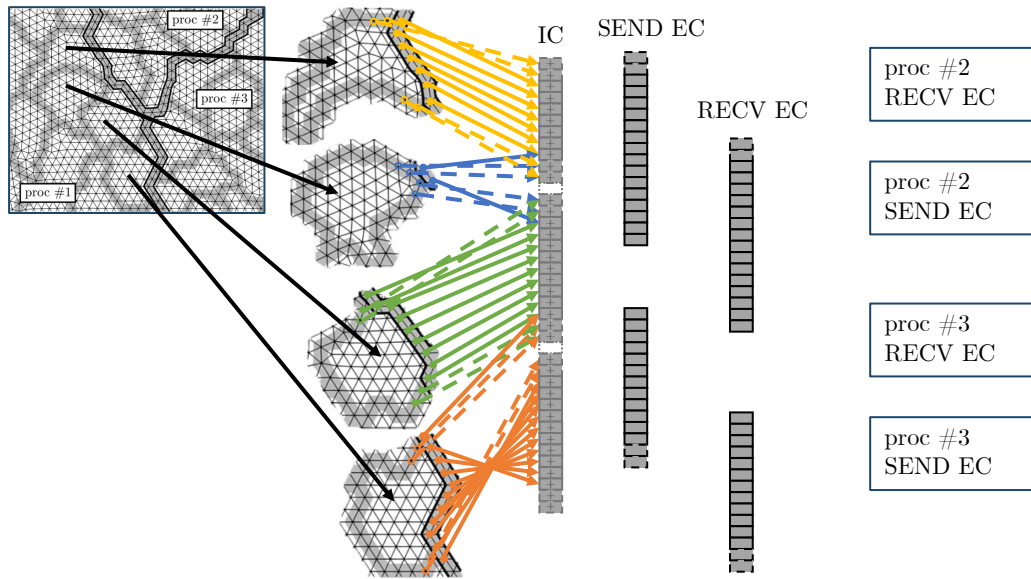 proc #2
proc #3
proc #1
IC
SEND EC
RECV EC
proc #2
RECV EC
proc #2
SEND EC
proc #3
RECV EC
proc #3
SEND EC